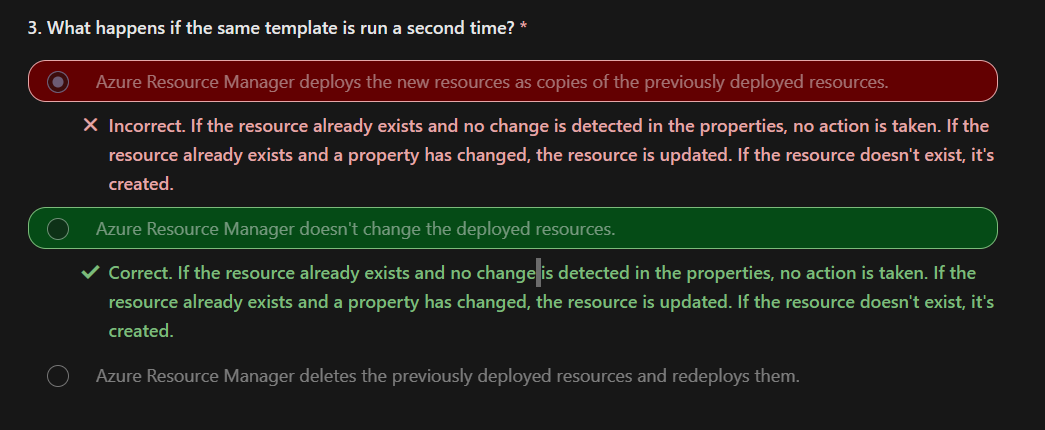 3. What happens if the same template is run a second time? *
Azure Resource Manager deploys the new resources as copies of the previously deployed resources.
Incorrect. If the resource already exists and no change is detected in the properties, no action is taken. If the
resource already exists and a property has changed, the resource is updated. If the resource doesn't exist, it's
created.
Azure Resource Manager doesn't change the deployed resources.
Correct. If the resource already exists and no change is detected in the properties, no action is taken. If the
resource already exists and a property has changed, the resource is updated. If the resource doesn't exist, it's
created.
Azure Resource Manager deletes the previously deployed resources and redeploys them.